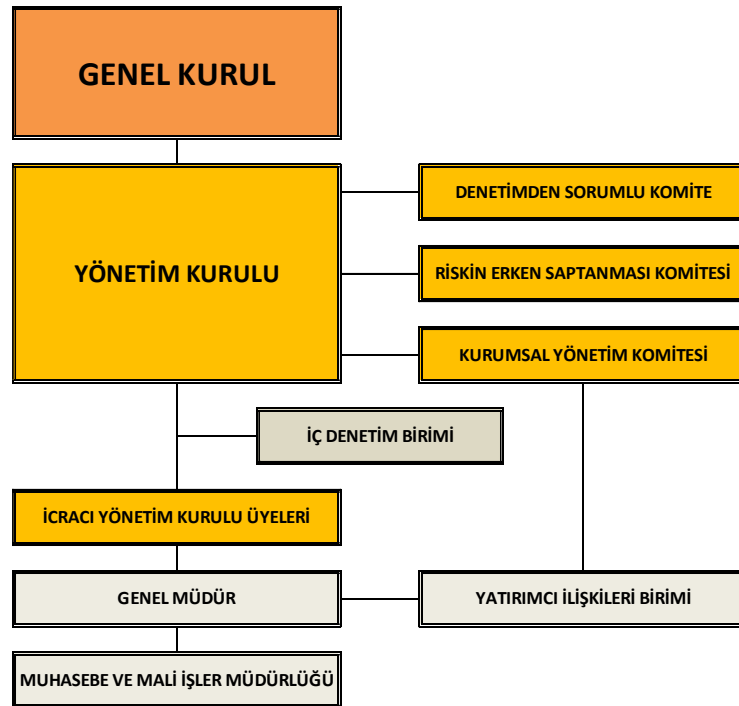 GENEL KURUL
YÖNETİM KURULU
DENETİMDEN SORUMLU KOMİTE
RİSKİN ERKEN SAPTANMASI KOMİTESİ
KURUMSAL YÖNETİM KOMİTESİ
İÇ DENETİM BİRİMİ
İCRACI YÖNETİM KURULU ÜYELERİ
GENEL MÜDÜR
YATIRIMCI İLİŞKİLERİ BİRİMİ
MUHASEBE VE MALİ İŞLER MÜDÜRLÜĞÜ